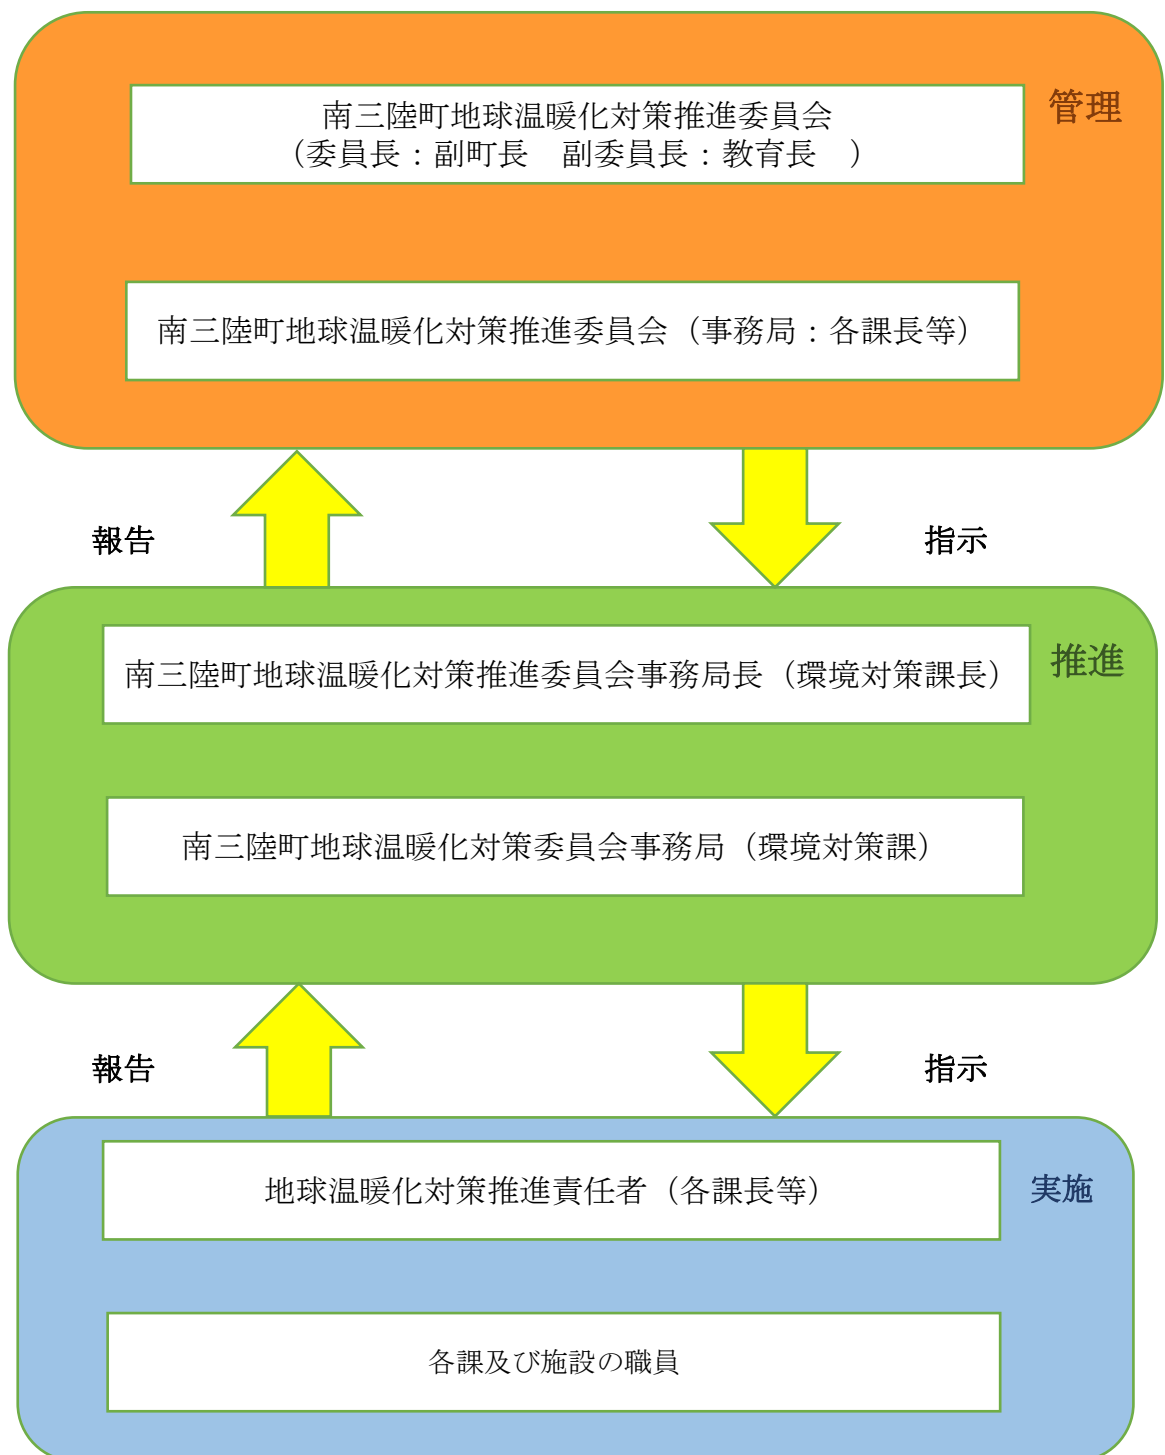 管理
南三陸町地球温暖化対策推進委員会
（委員長：副町長　副委員長：教育長　）
南三陸町地球温暖化対策推進委員会（事務局：各課長等）
報告
指示
推進
南三陸町地球温暖化対策推進委員会事務局長（環境対策課長）
南三陸町地球温暖化対策委員会事務局（環境対策課）
報告
指示
実施
地球温暖化対策推進責任者（各課長等）
各課及び施設の職員